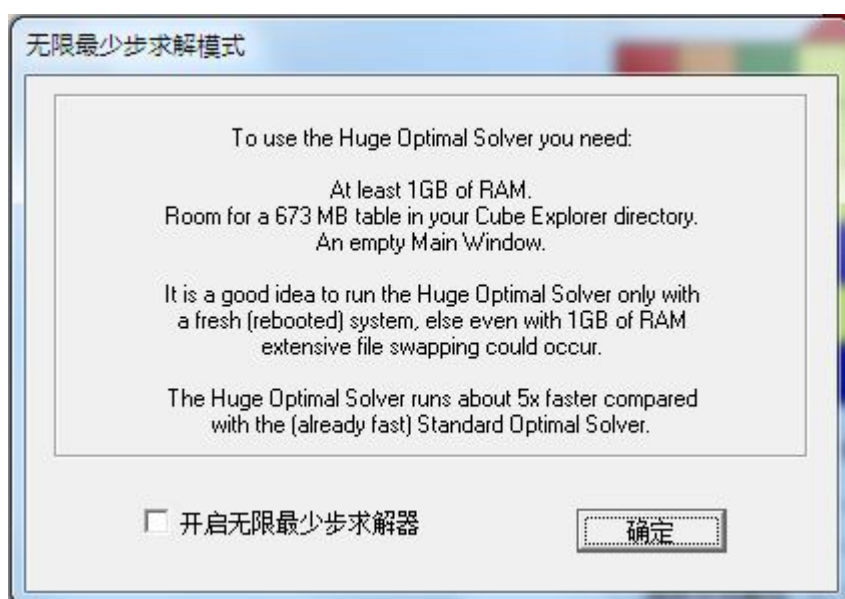 无限最少步求解模式
To use the Huge Optimal Solver you need:
At least 1GB of RAM.
Room for a 673 MB table in your Cube Explorer directory.
An empty Main Window.
It is a good idea to run the Huge Optimal Solver only with
a fresh (rebooted) system, else even with 1GB of RAM
extensive file swapping could occur.
The Huge Optimal Solver runs about 5x faster compared
with the (already fast) Standard Optimal Solver.
开启无限最少步求解器
确定